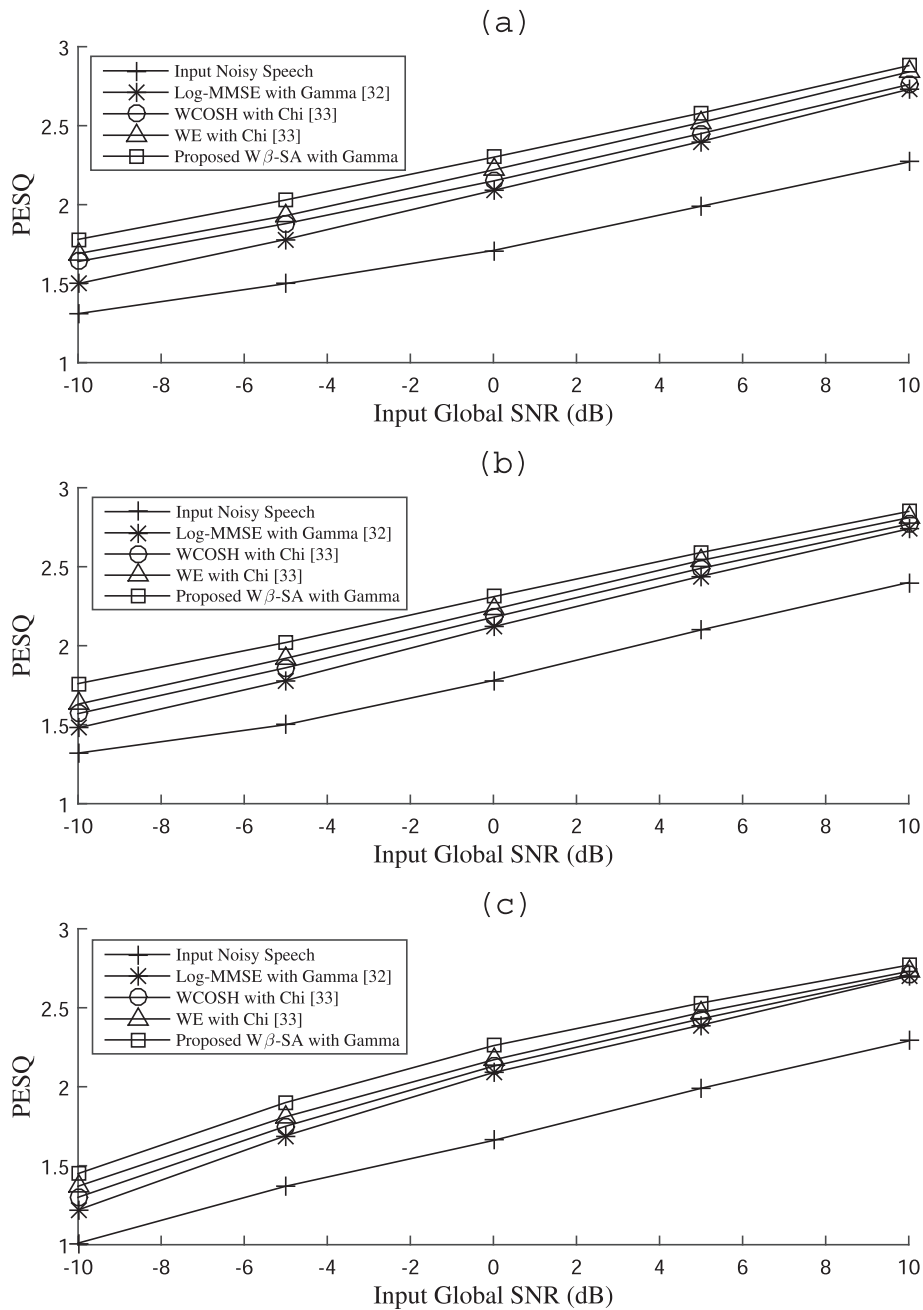 (a)
3
2.5
2
1.5
1
PESQ
Input Noisy Speech
Log-MMSE with Gamma [32]
WCOSH with Chi [33]
WE with Chi [33]
Proposed Wβ-SA with Gamma
-10 -8 -6 -4 -2 0 2 4 6 8 10
Input Global SNR (dB)
(b)
3
2.5
2
1.5
1
PESQ
Input Noisy Speech
Log-MMSE with Gamma [32]
WCOSH with Chi [33]
WE with Chi [33]
Proposed Wβ-SA with Gamma
-10 -8 -6 -4 -2 0 2 4 6 8 10
Input Global SNR (dB)
(c)
3
2.5
2
1.5
1
PESQ
Input Noisy Speech
Log-MMSE with Gamma [32]
WCOSH with Chi [33]
WE with Chi [33]
Proposed Wβ-SA with Gamma
-10 -8 -6 -4 -2 0 2 4 6 8 10
Input Global SNR (dB)